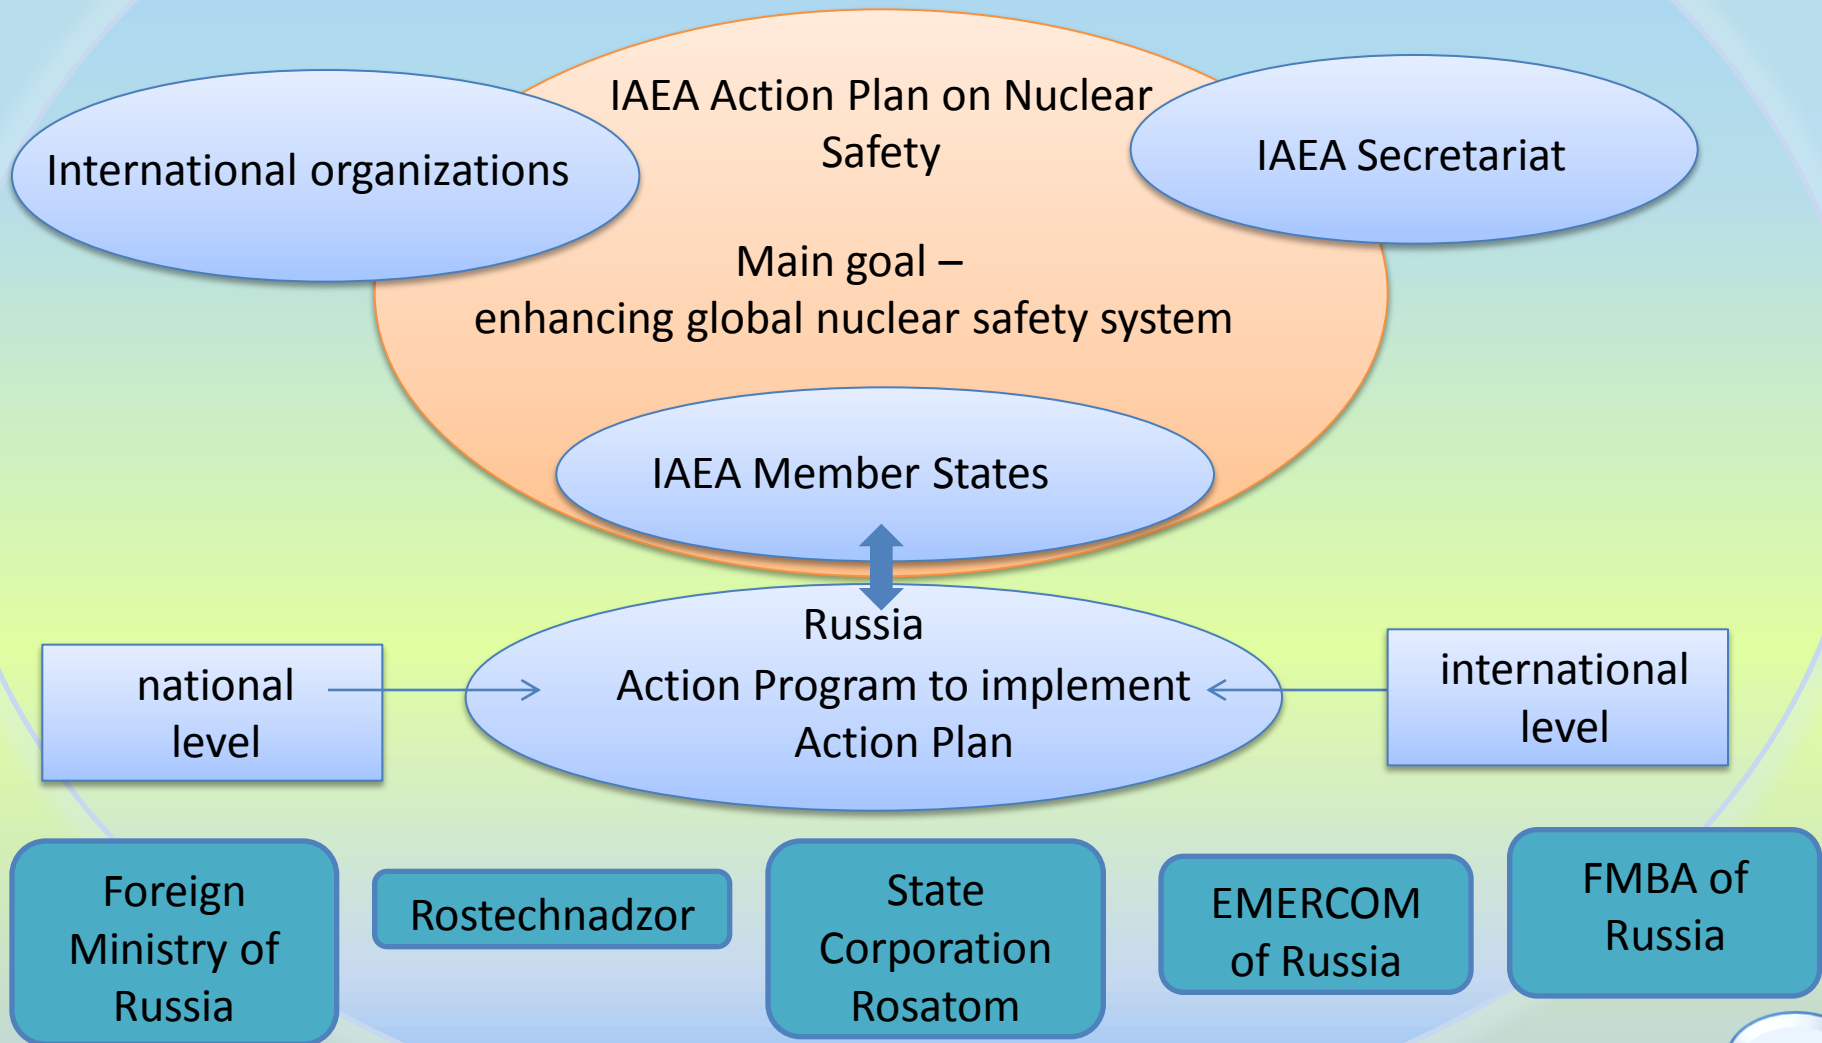 IAEA Action Plan on Nuclear
Safety
International organizations
IAEA Secretariat
Main goal –
enhancing global nuclear safety system
IAEA Member States
Russia
Action Program to implement
Action Plan
national
level
international
level
Foreign
Ministry of
Russia
Rostechnadzor
State
Corporation
Rosatom
EMERCOM
of Russia
FMBA of
Russia